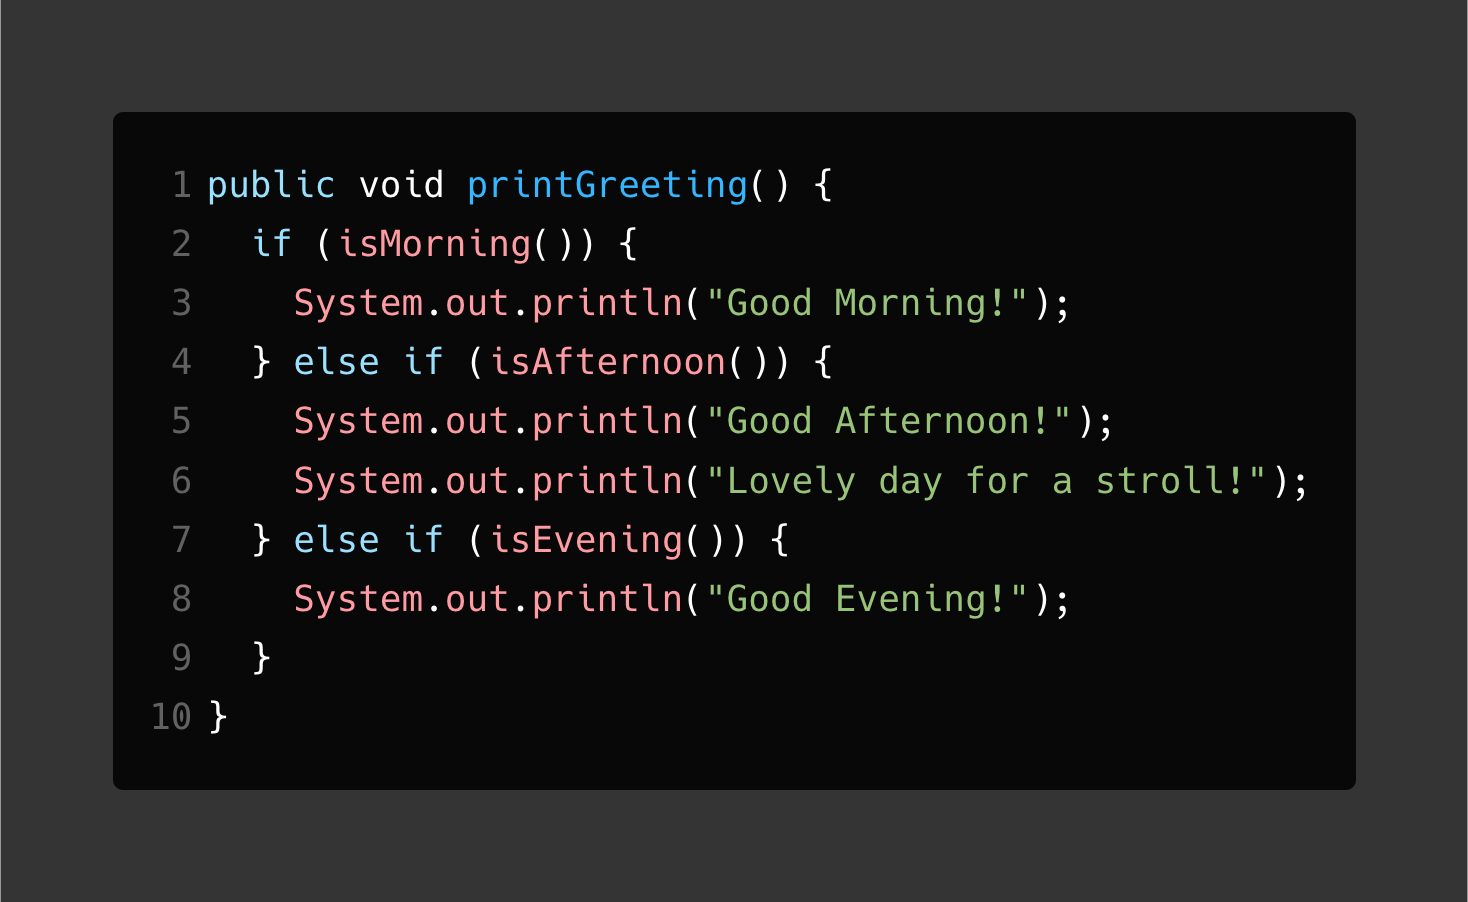 1 public void printGreeting() {
2   if (isMorning()) {
3     System.out.println("Good Morning!");
4   } else if (isAfternoon()) {
5     System.out.println("Good Afternoon!");
6     System.out.println("Lovely day for a stroll!");
7   } else if (isEvening()) {
8     System.out.println("Good Evening!");
9   }
10 }